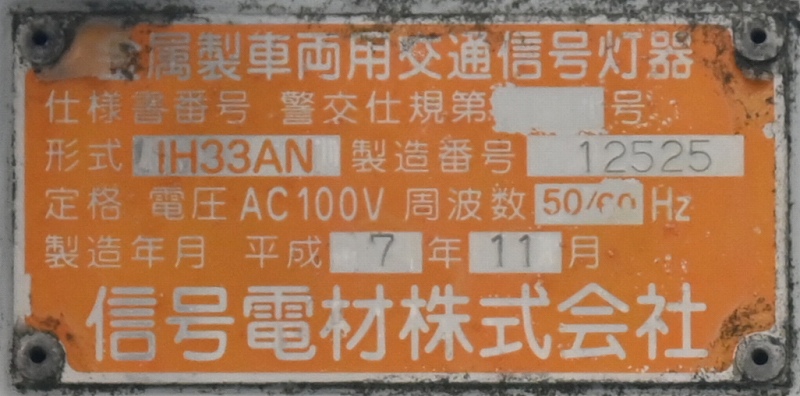 属製車両用交通信号灯器
仕様書番号 警交仕規第 号
形式 1H33AN 製造番号 12525
定格 電圧 AC100V 周波数 50/60 Hz
製造年月 平成 7 年 11 月
信号電材株式会社